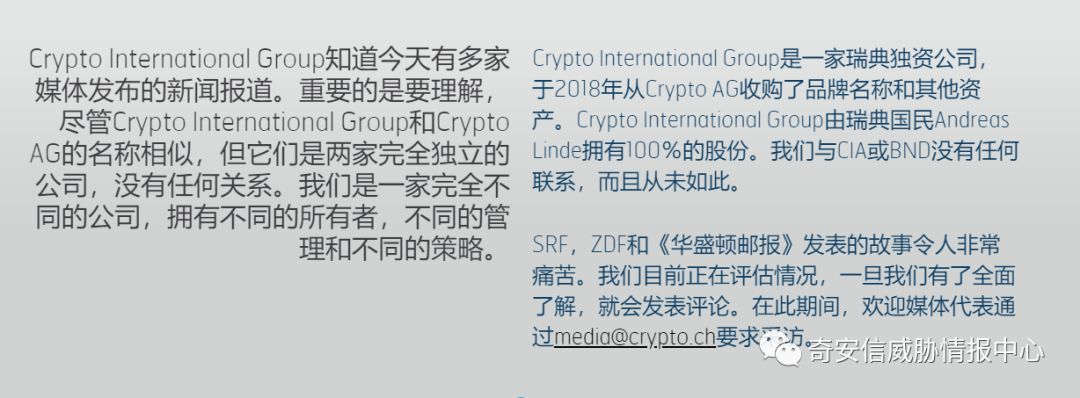 Crypto International Group知道今天有多家
媒体发布的新闻报道。重要的是要理解，
尽管Crypto International Group和Crypto
AG的名称相似，但它们是两家完全独立的
公司，没有任何关系。我们是一家完全不
同的公司，拥有不同的所有者，不同的管
理和不同的策略。
Crypto International Group是一家瑞典独资公司，
于2018年从Crypto AG收购了品牌名称和其他资
产。Crypto International Group由瑞典国民Andreas
Linde拥有100％的股份。我们与CIA或BND没有任何
联系，而且从未如此。
SRF，ZDF和《华盛顿邮报》发表的故事令人非常
痛苦。我们目前正在评估情况，一旦我们有了全面
了解，就会发表评论。在此期间，欢迎媒体代表通
过media@crypto.ch要求采访。
奇安信威胁情报中心